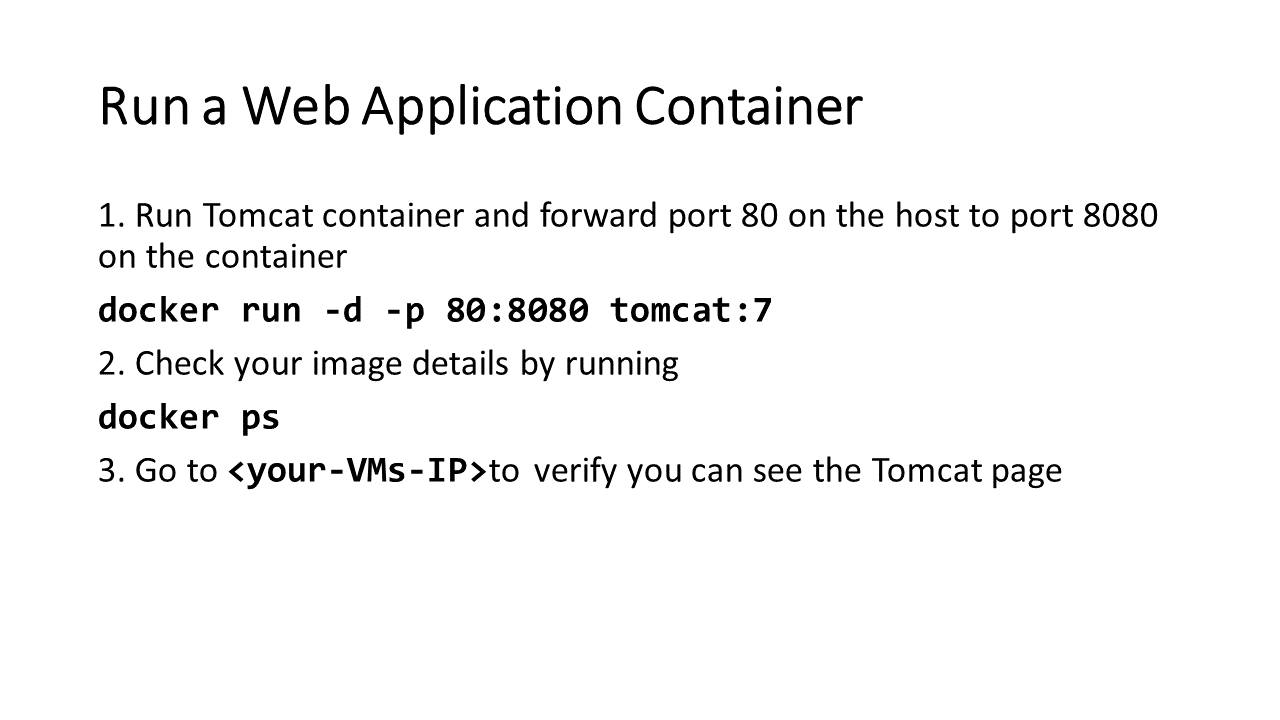 Run a Web Application Container
1. Run Tomcat container and forward port 80 on the host to port 8080
on the container
docker run -d -p 80:8080 tomcat:7
2. Check your image details by running
docker ps
3. Go to <your-VMs-IP>to verify you can see the Tomcat page